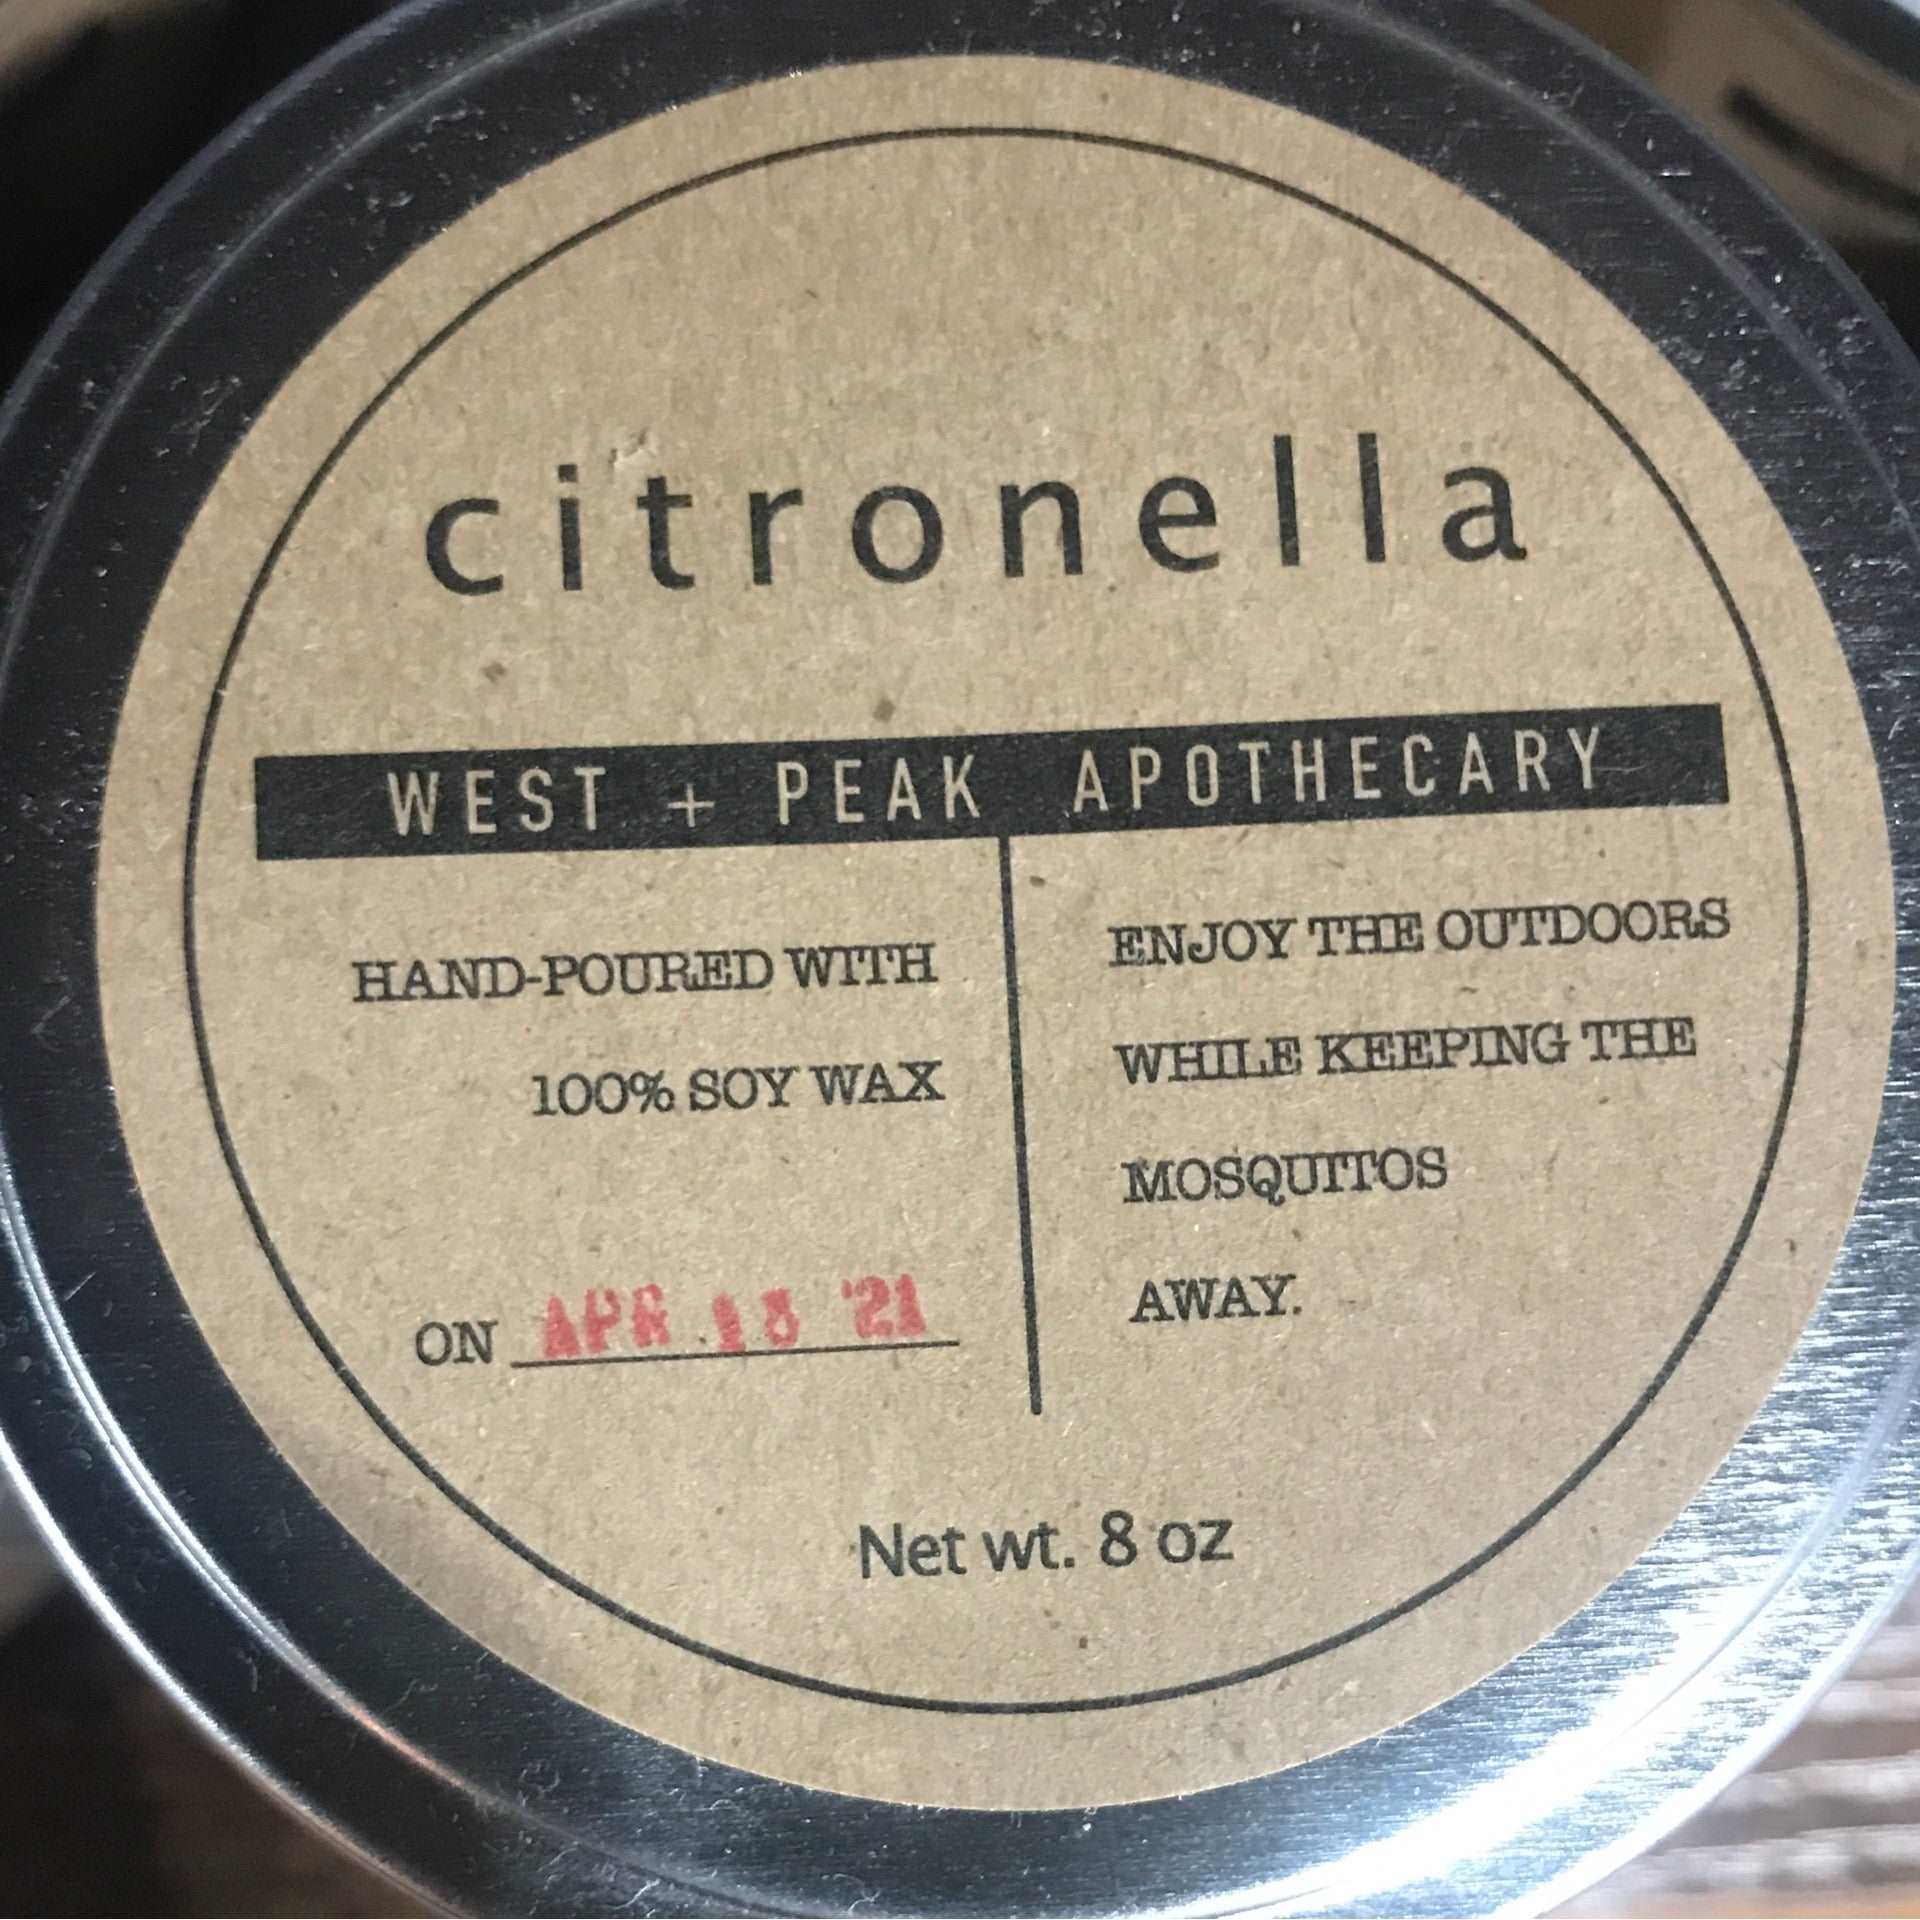 citronella
WEST + PEAK APOTHECARY
HAND-POURED WITH
100% SOY WAX
ON APR 13 '21
ENJOY THE OUTDOORS
WHILE KEEPING THE
MOSQUITOS
AWAY.
Net wt. 8 oz